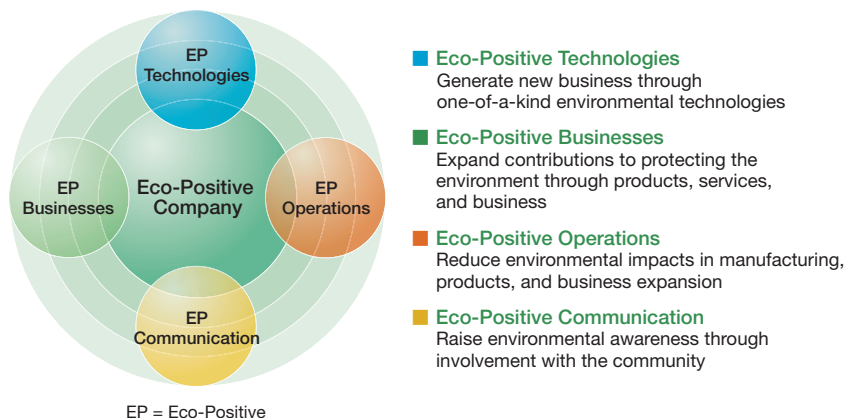 EP
Technologies
EP
Businesses
Eco-Positive
Company
EP
Operations
EP
Communication
EP = Eco-Positive
Eco-Positive Technologies
Generate new business through
one-of-a-kind environmental technologies
Eco-Positive Businesses
Expand contributions to protecting the
environment through products, services,
and business
Eco-Positive Operations
Reduce environmental impacts in manufacturing,
products, and business expansion
Eco-Positive Communication
Raise environmental awareness through
involvement with the community